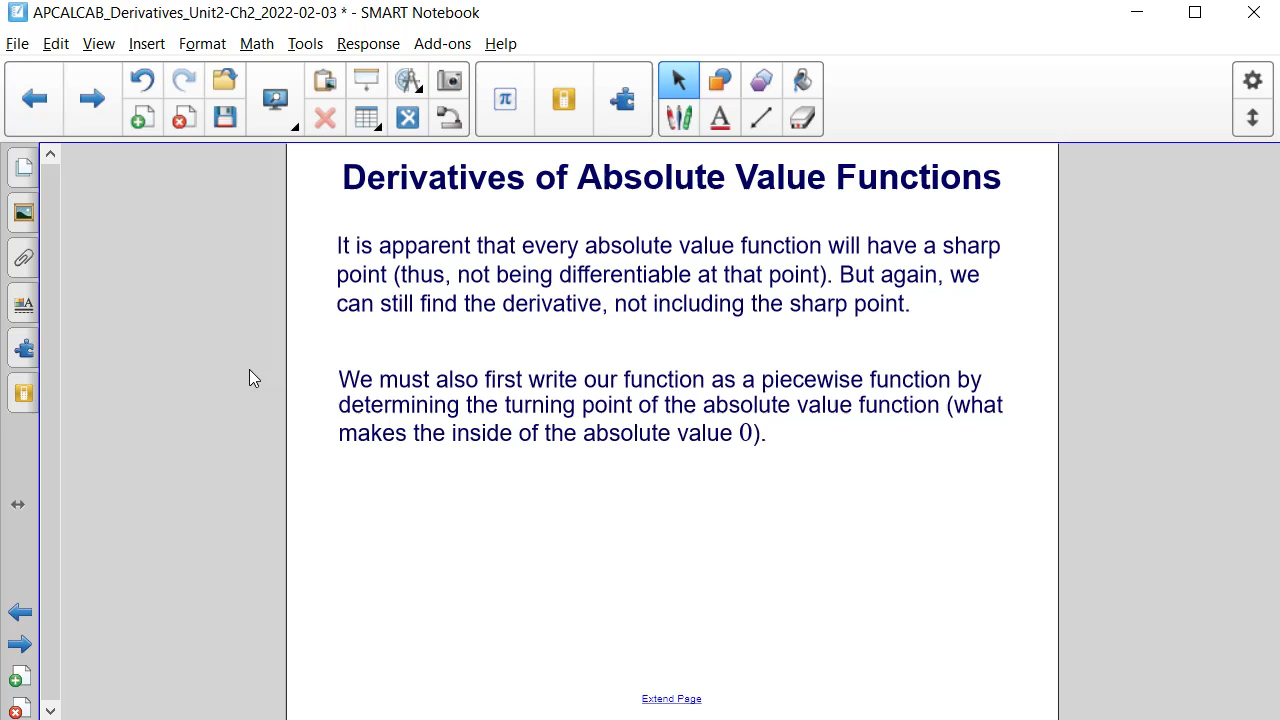 APCALCAB_Derivatives_Unit2-Ch2_2022-02-03 * - SMART Notebook
File Edit View Insert Format Math Tools Response Add-ons Help
Derivatives of Absolute Value Functions
It is apparent that every absolute value function will have a sharp
point (thus, not being differentiable at that point). But again, we
can still find the derivative, not including the sharp point.
We must also first write our function as a piecewise function by
determining the turning point of the absolute value function (what
makes the inside of the absolute value 0).
Extend Page